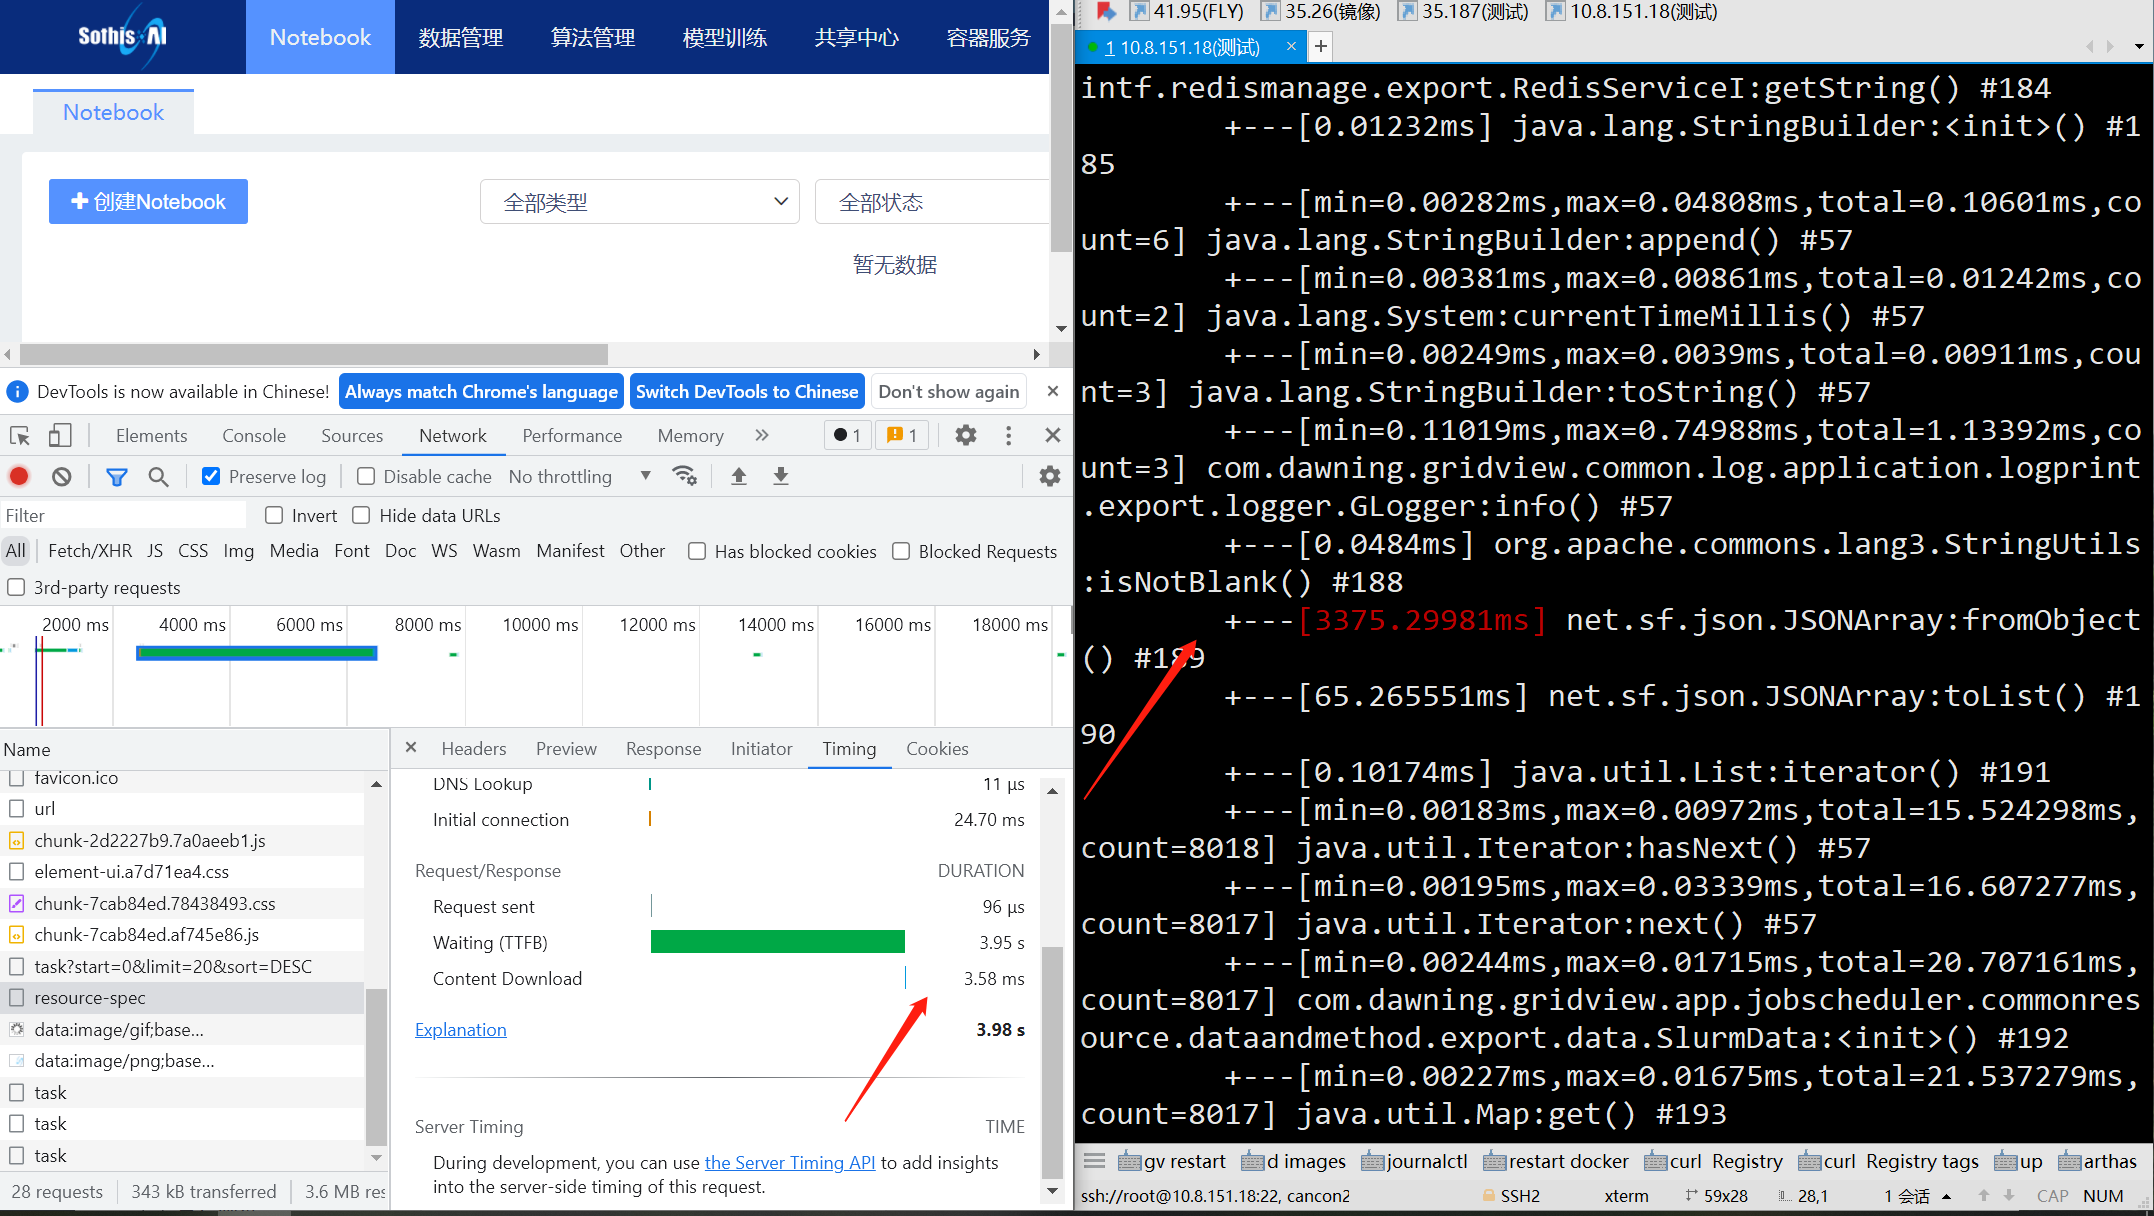 SothisAI
Notebook 数据管理 算法管理 模型训练 共享中心 容器服务
Notebook
创建Notebook 全部类型 全部状态
暂无数据
DevTools is now available in Chinese! Always match Chrome's language Switch DevTools to Chinese Don't show again
Elements Console Sources Network Performance Memory 1 1
Preserve log Disable cache No throttling
Filter Invert Hide data URLs
All Fetch/XHR JS CSS Img Media Font Doc WS Wasm Manifest Other Has blocked cookies Blocked Requests
3rd-party requests
2000 ms 4000 ms 6000 ms 8000 ms 10000 ms 12000 ms 14000 ms 16000 ms 18000 ms
Name
favicon.ico
url
chunk-2d2227b9.7a0aeeb1.js
element-ui.a7d71ea4.css
chunk-7cab84ed.78438493.css
chunk-7cab84ed.af745e86.js
task?start=0&limit=20&sort=DESC
resource-spec
data:image/gif;base...
data:image/png;base...
task
task
task
28 requests 343 kB transferred 3.6 MB res
Headers Preview Response Initiator Timing Cookies
DNS Lookup 11 μs
Initial connection 24.70 ms
Request/Response DURATION
Request sent 96 μs
Waiting (TTFB) 3.95 s
Content Download 3.58 ms
Explanation 3.98 s
Server Timing TIME
During development, you can use the Server Timing API to add insights
into the server-side timing of this request.
41.95(FLY) 35.26(镜像) 35.187(测试) 10.8.151.18(测试)
1 10.8.151.18(测试) × +
intf.redismanage.export.RedisServiceI:getString() #184
+---[0.01232ms] java.lang.StringBuilder:<init>() #1
85
+---[min=0.00282ms,max=0.04808ms,total=0.10601ms,co
unt=6] java.lang.StringBuilder:append() #57
+---[min=0.00381ms,max=0.00861ms,total=0.01242ms,co
unt=2] java.lang.System:currentTimeMillis() #57
+---[min=0.00249ms,max=0.0039ms,total=0.00911ms,cou
nt=3] java.lang.StringBuilder:toString() #57
+---[min=0.11019ms,max=0.74988ms,total=1.13392ms,co
unt=3] com.dawning.gridview.common.log.application.logprint
.export.logger.GLogger:info() #57
+---[0.0484ms] org.apache.commons.lang3.StringUtils
:isNotBlank() #188
+---[3375.29981ms] net.sf.json.JSONArray:fromObject
() #189
+---[65.265551ms] net.sf.json.JSONArray:toList() #1
90
+---[0.10174ms] java.util.List:iterator() #191
+---[min=0.00183ms,max=0.00972ms,total=15.524298ms,
count=8018] java.util.Iterator:hasNext() #57
+---[min=0.00195ms,max=0.03339ms,total=16.607277ms,
count=8017] java.util.Iterator:next() #57
+---[min=0.00244ms,max=0.01715ms,total=20.707161ms,
count=8017] com.dawning.gridview.app.jobscheduler.commonres
ource.dataandmethod.export.data.SlurmData:<init>() #192
+---[min=0.00227ms,max=0.01675ms,total=21.537279ms,
count=8017] java.util.Map:get() #193
gv restart d images journalctl restart docker curl Registry curl Registry tags up arthas
ssh://root@10.8.151.18:22, cancon2 SSH2 xterm 59x28 28,1 1 会话 CAP NUM